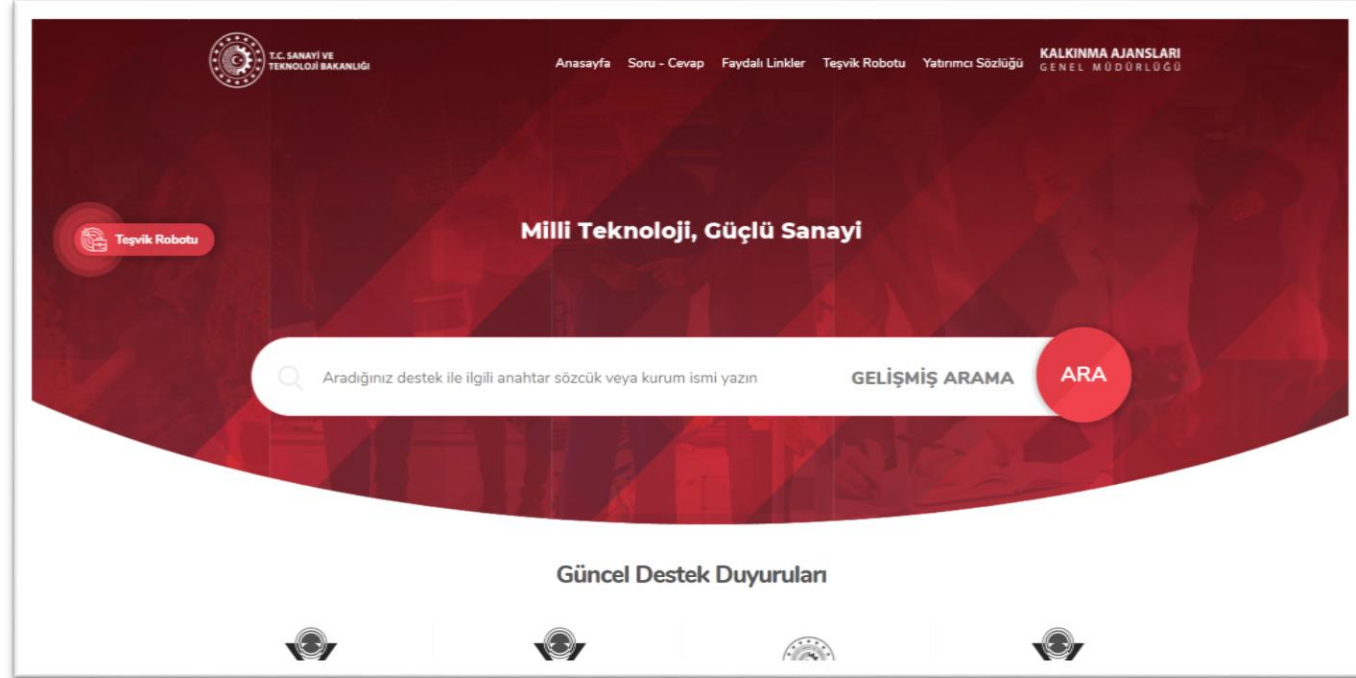 T.C. SANAYİ VE
TEKNOLOJİ BAKANLIĞI
Anasayfa Soru - Cevap Faydalı Linkler Teşvik Robotu Yatırımcı Sözlüğü
KALKINMA AJANSLARI
GENEL MÜDÜRLÜĞÜ
Teşvik Robotu
Milli Teknoloji, Güçlü Sanayi
Aradığınız destek ile ilgili anahtar sözcük veya kurum ismi yazın GELİŞMİŞ ARAMA ARA
Güncel Destek Duyuruları